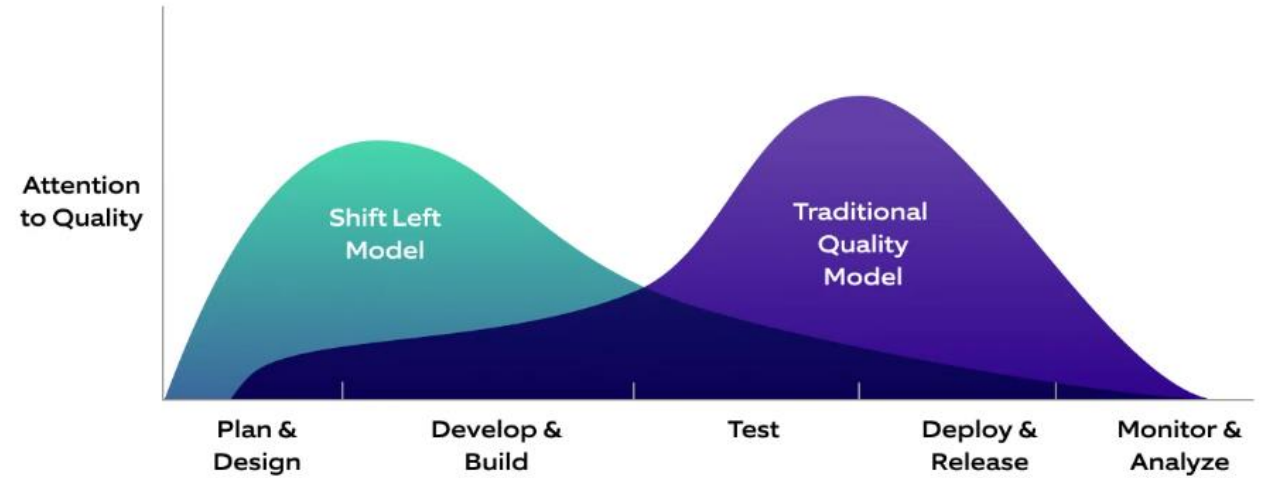 Attention
to Quality
Shift Left
Model
Traditional
Quality
Model
Plan &
Design
Develop &
Build
Test
Deploy &
Release
Monitor &
Analyze